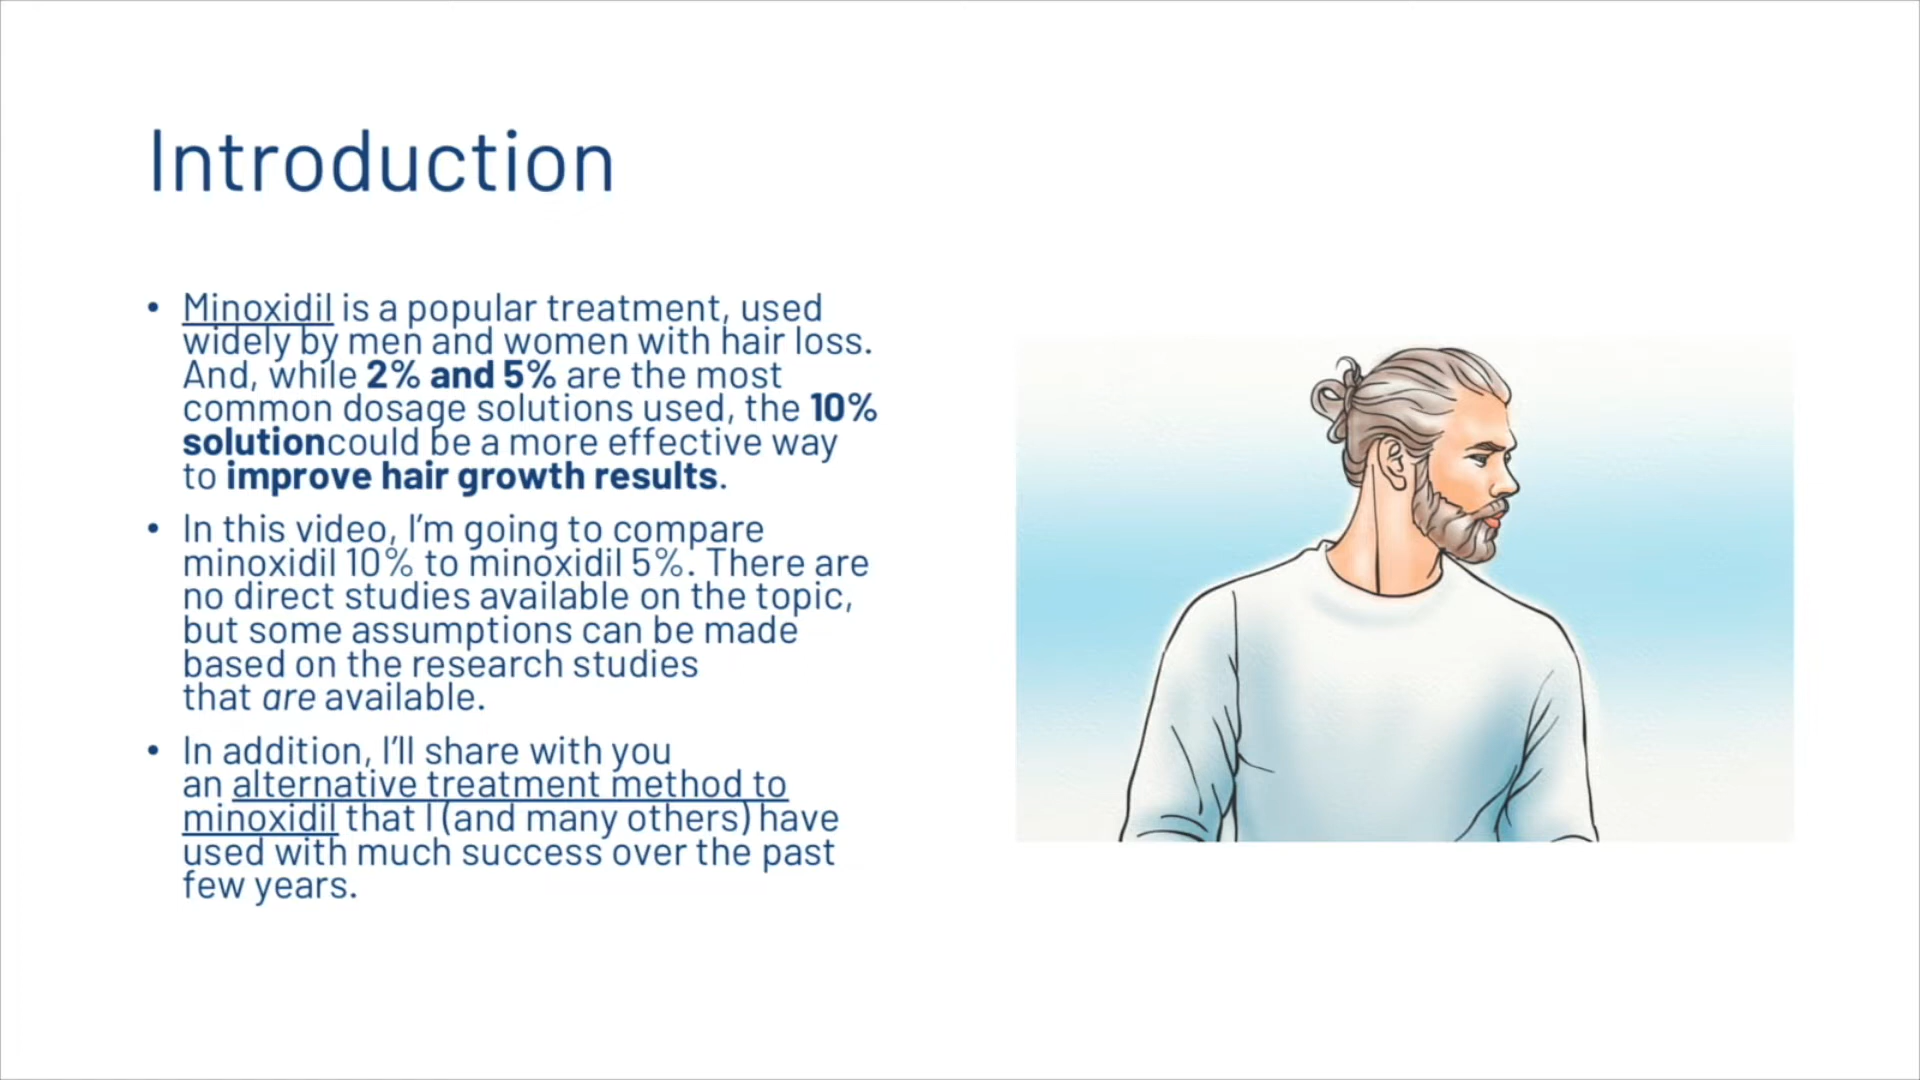 Introduction
• Minoxidil is a popular treatment, used
widely by men and women with hair loss.
And, while 2% and 5% are the most
common dosage solutions used, the 10%
solutioncould be a more effective way
to improve hair growth results.
• In this video, I'm going to compare
minoxidil 10% to minoxidil 5%. There are
no direct studies available on the topic,
but some assumptions can be made
based on the research studies
that are available.
• In addition, I'll share with you
an alternative treatment method to
minoxidil that I (and many others) have
used with much success over the past
few years.